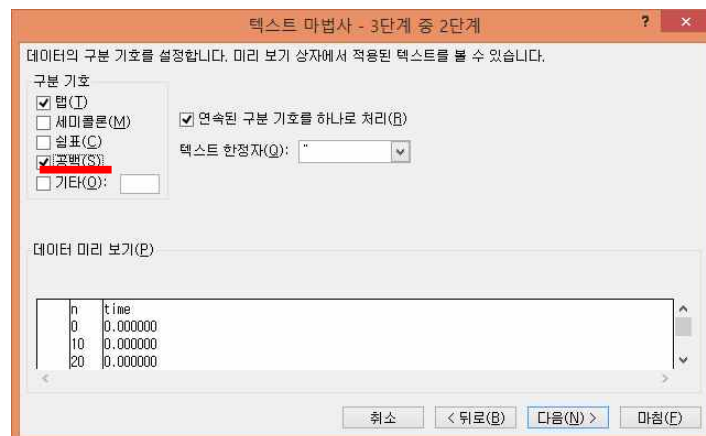 텍스트 마법사 - 3단계 중 2단계
? ×
데이터의 구분 기호를 설정합니다. 미리 보기 상자에서 적용된 텍스트를 볼 수 있습니다.
구분 기호
탭(T)
세미콜론(M)
쉼표(C)
공백(S)
기타(O):
연속된 구분 기호를 하나로 처리(R)
텍스트 한정자(Q): "
데이터 미리 보기(P)
n time
0 0.000000
10 0.000000
20 0.000000
취소 < 뒤로(B) 다음(N) > 마침(F)